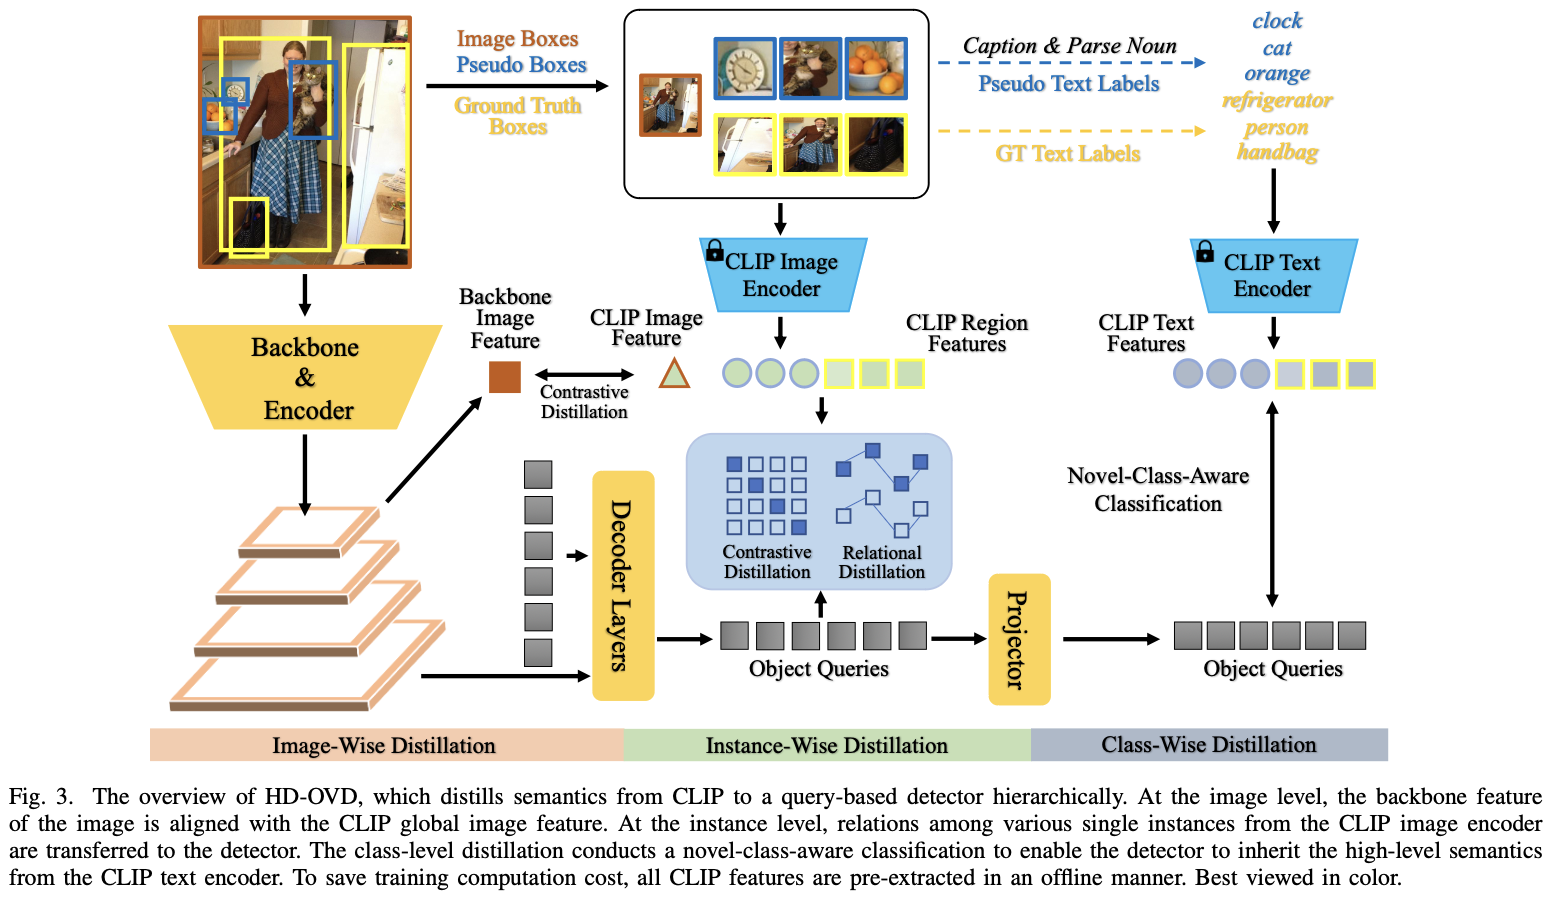 Image Boxes
Pseudo Boxes
Ground Truth
Boxes
Caption & Parse Noun
Pseudo Text Labels
GT Text Labels
clock
cat
orange
refrigerator
person
handbag
CLIP Image
Encoder
CLIP Text
Encoder
Backbone
&
Encoder
Backbone
Image
Feature
CLIP Image
Feature
Contrastive
Distillation
CLIP Region
Features
CLIP Text
Features
Decoder Layers
Contrastive
Distillation
Relational
Distillation
Novel-Class-Aware
Classification
Object Queries
Projector
Object Queries
Image-Wise Distillation
Instance-Wise Distillation
Class-Wise Distillation
Fig. 3. The overview of HD-OVD, which distills semantics from CLIP to a query-based detector hierarchically. At the image level, the backbone feature
of the image is aligned with the CLIP global image feature. At the instance level, relations among various single instances from the CLIP image encoder
are transferred to the detector. The class-level distillation conducts a novel-class-aware classification to enable the detector to inherit the high-level semantics
from the CLIP text encoder. To save training computation cost, all CLIP features are pre-extracted in an offline manner. Best viewed in color.